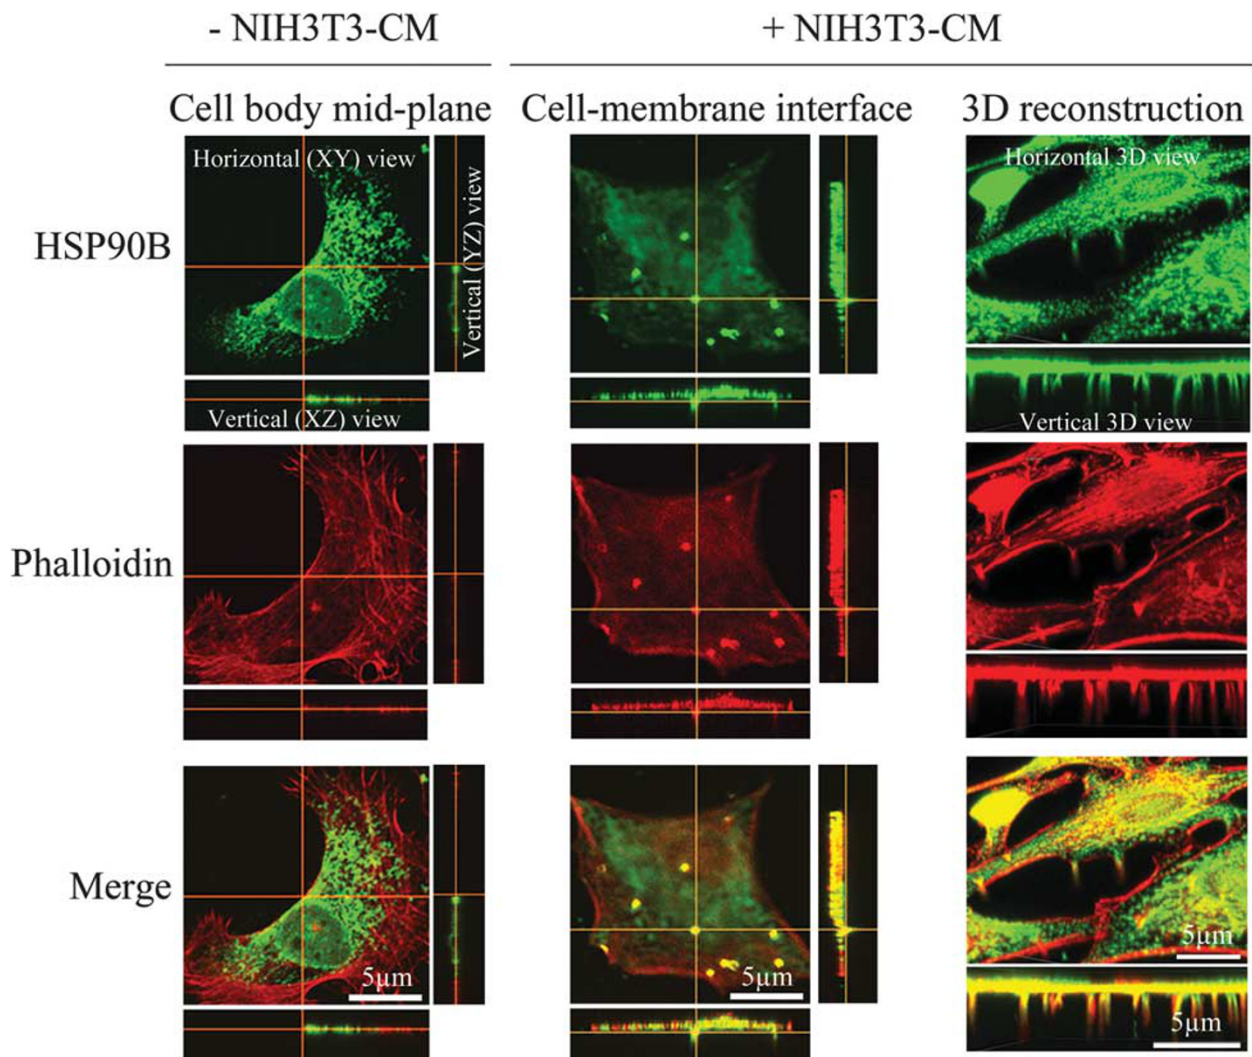 - NIH3T3-CM
+ NIH3T3-CM
Cell body mid-plane
Cell-membrane interface
3D reconstruction
HSP90B
Horizontal (XY) view
Vertical (YZ) view
Horizontal 3D view
Vertical (XZ) view
Vertical 3D view
Phalloidin
Merge
5µm
5µm
5µm
5µm